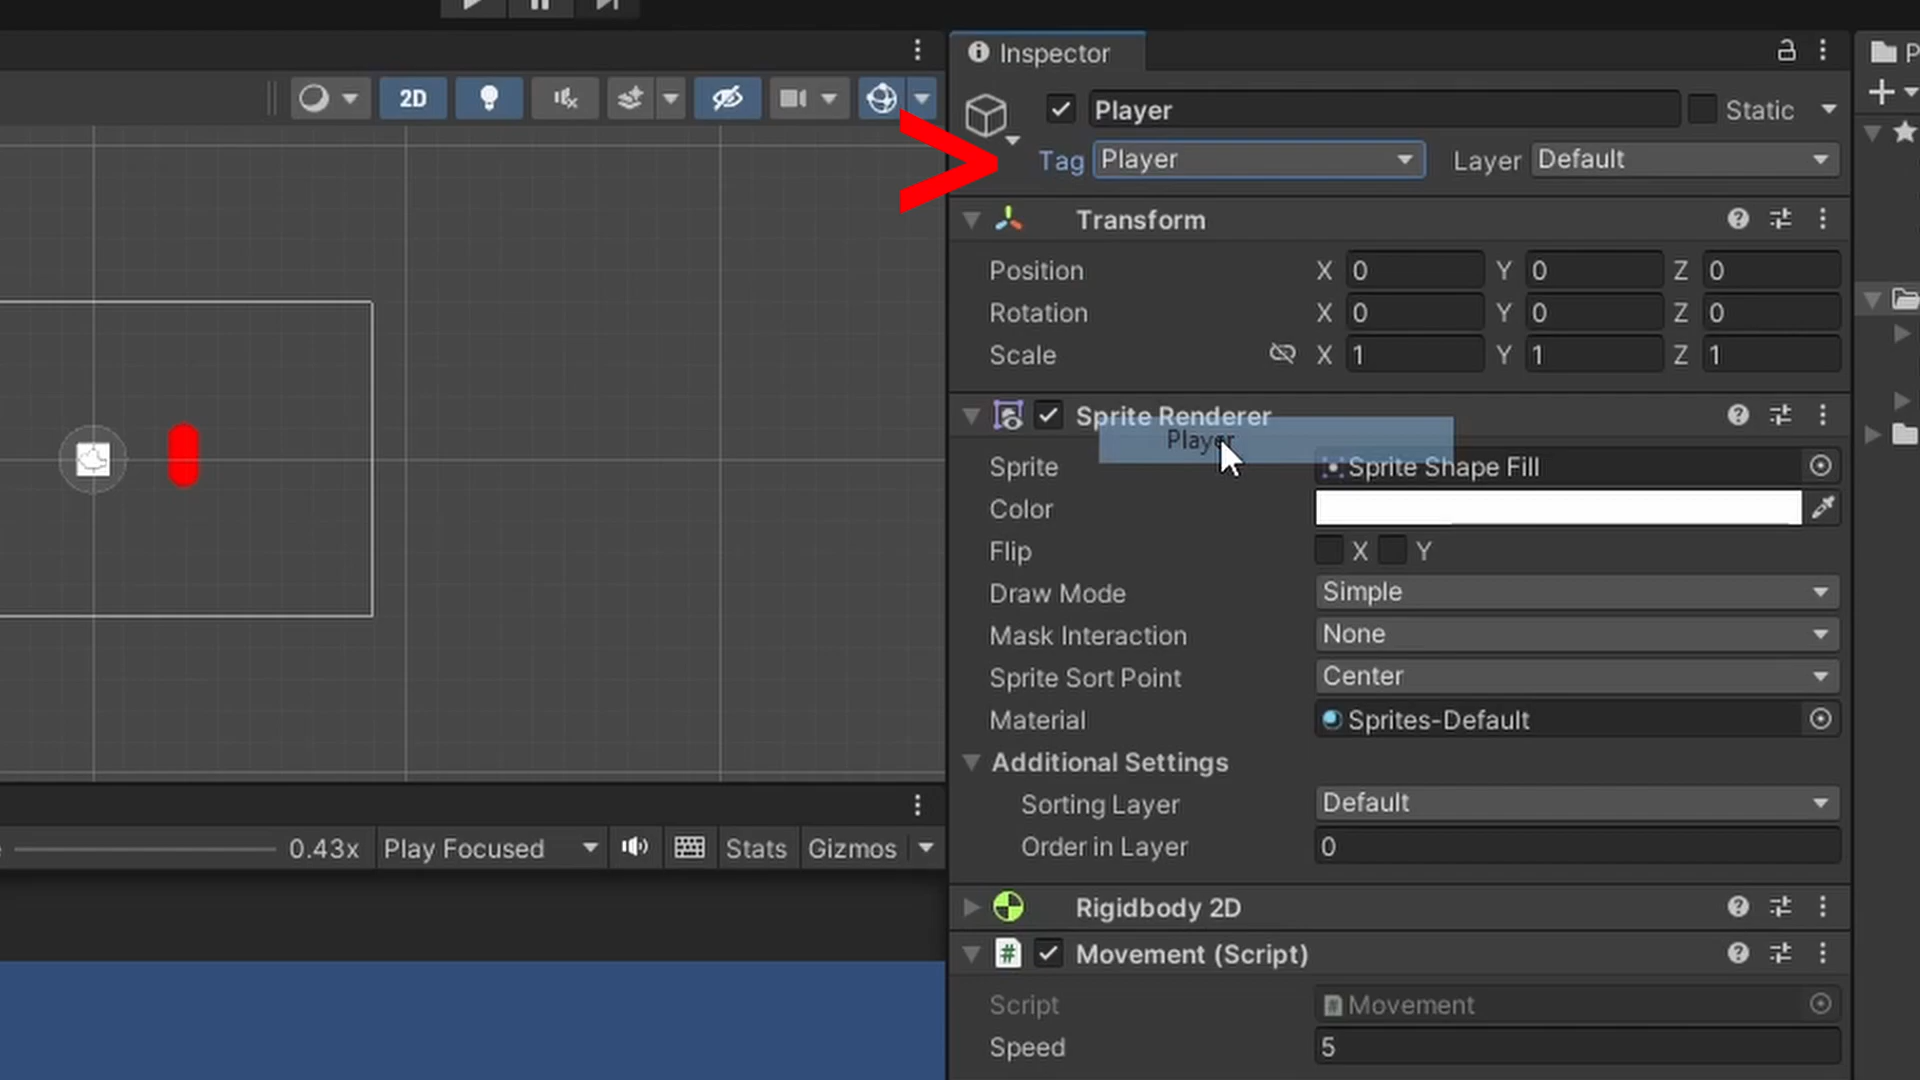 Inspector
2D
Player
Static
Tag Player Layer Default
Transform
Position X 0 Y 0 Z 0
Rotation X 0 Y 0 Z 0
Scale X 1 Y 1 Z 1
Sprite Renderer
Player
Sprite Sprite Shape Fill
Color
Flip X Y
Draw Mode Simple
Mask Interaction None
Sprite Sort Point Center
Material Sprites-Default
Additional Settings
Sorting Layer Default
0.43x Play Focused Stats Gizmos
Order in Layer 0
Rigidbody 2D
# Movement (Script)
Script # Movement
Speed 5